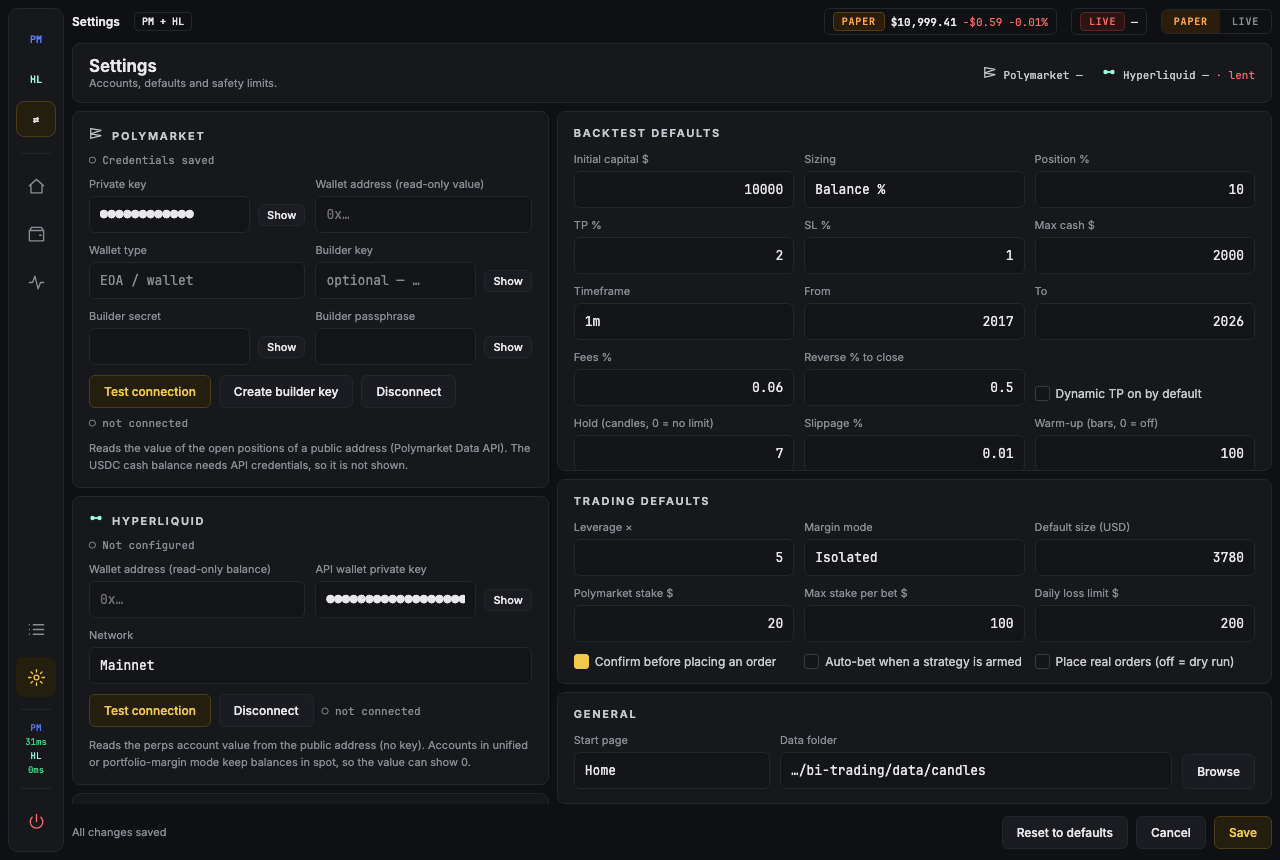 PM
HL
PM
31ms
HL
0ms
Settings
PM + HL
PAPER $10,999.41 -$0.59 -0.01%
LIVE —
PAPER LIVE
Settings
Accounts, defaults and safety limits.
Polymarket —
Hyperliquid — · lent
POLYMARKET
Credentials saved
Private key
Wallet address (read-only value)
Show
0x…
Wallet type
Builder key
EOA / wallet
optional — …
Show
Builder secret
Builder passphrase
Show
Show
Test connection
Create builder key
Disconnect
not connected
Reads the value of the open positions of a public address (Polymarket Data API). The
USDC cash balance needs API credentials, so it is not shown.
HYPERLIQUID
Not configured
Wallet address (read-only balance)
API wallet private key
0x…
Show
Network
Mainnet
Test connection
Disconnect
not connected
Reads the perps account value from the public address (no key). Accounts in unified
or portfolio-margin mode keep balances in spot, so the value can show 0.
BACKTEST DEFAULTS
Initial capital $
Sizing
Position %
10000
Balance %
10
TP %
SL %
Max cash $
2
1
2000
Timeframe
From
To
1m
2017
2026
Fees %
Reverse % to close
0.06
0.5
Dynamic TP on by default
Hold (candles, 0 = no limit)
Slippage %
Warm-up (bars, 0 = off)
7
0.01
100
TRADING DEFAULTS
Leverage ×
Margin mode
Default size (USD)
5
Isolated
3780
Polymarket stake $
Max stake per bet $
Daily loss limit $
20
100
200
Confirm before placing an order
Auto-bet when a strategy is armed
Place real orders (off = dry run)
GENERAL
Start page
Data folder
Home
…/bi-trading/data/candles
Browse
All changes saved
Reset to defaults
Cancel
Save